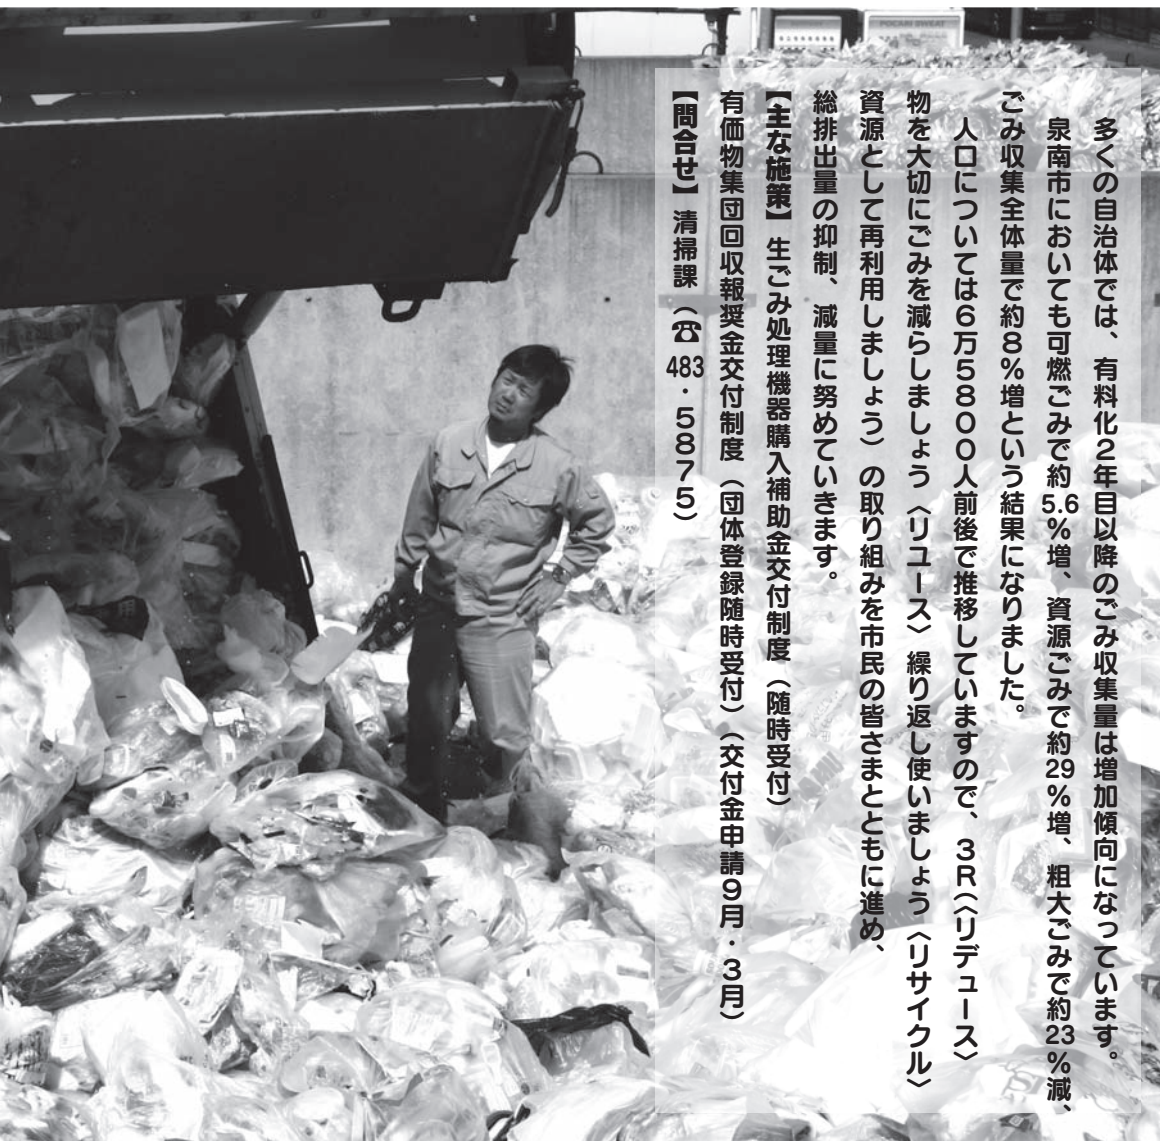 多くの自治体では、有料化2年目以降のごみ収集量は増加傾向になっています。
泉南市においても可燃ごみで約5.6%増、資源ごみで約29%増、粗大ごみで約23%減、
ごみ収集全体量で約8%増という結果になりました。
人口については6万5800人前後で推移していますので、3R(〈リデュース〉
物を大切にごみを減らしましょう〈リユース〉繰り返し使いましょう〈リサイクル〉
資源として再利用しましょう)の取り組みを市民の皆さまとともに進め、
総排出量の抑制、減量に努めていきます。
【主な施策】生ごみ処理機器購入補助金交付制度(随時受付)
有価物集団回収報奨金交付制度(団体登録随時受付)(交付金申請9月・3月)
【問合せ】清掃課(☎483・5875)
POCARI SWEAT